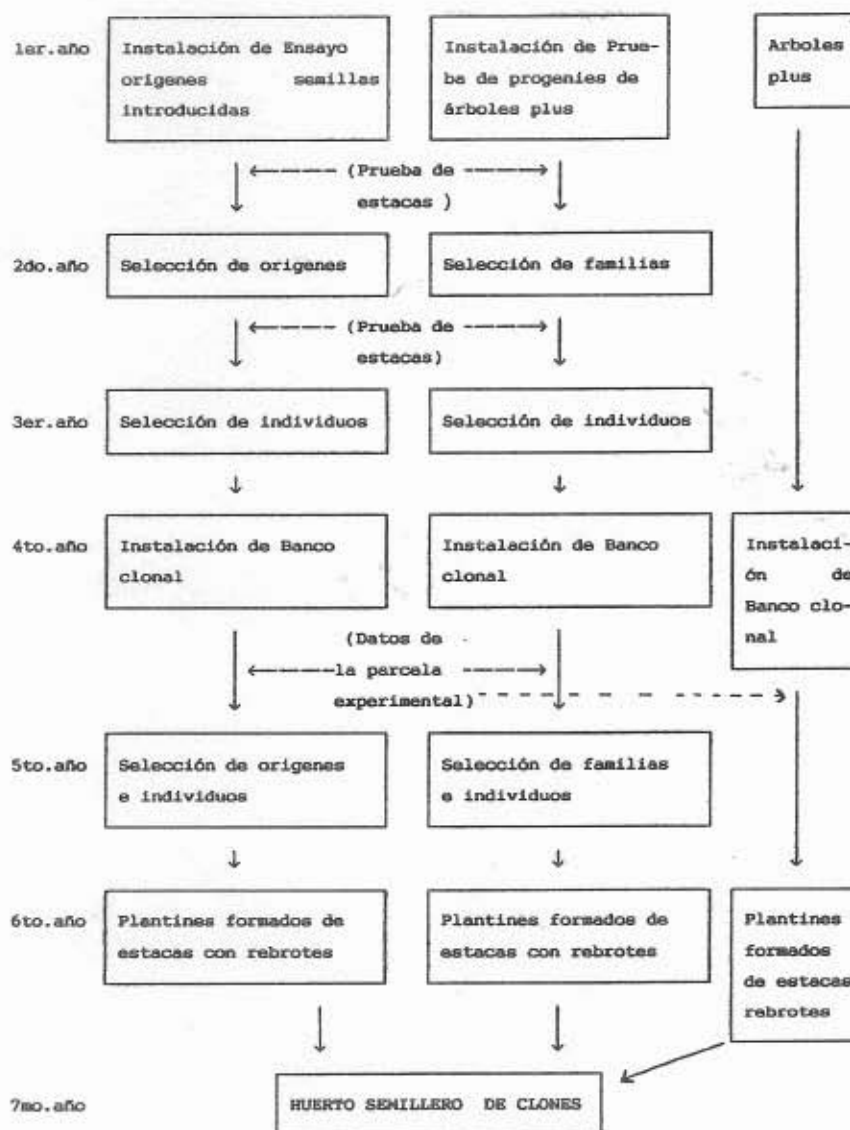 1er.año
Instalación de Ensayo
origenes semillas
introducidas
Instalación de Prue-
ba de progenies de
árboles plus
Arboles
plus
(Prueba de
estacas )
2do.año
Selección de origenes
Selección de familias
(Prueba de
estacas)
3er.año
Selección de individuos
Selección de individuos
4to.año
Instalación de Banco
clonal
Instalación de Banco
clonal
Instalaci-
ón de
Banco clo-
nal
(Datos de
la parcela
experimental)
5to.año
Selección de origenes
e individuos
Selección de familias
e individuos
6to.año
Plantines formados de
estacas con rebrotes
Plantines formados de
estacas con rebrotes
Plantines
formados
de estacas
rebrotes
7mo.año
HUERTO SEMILLERO DE CLONES